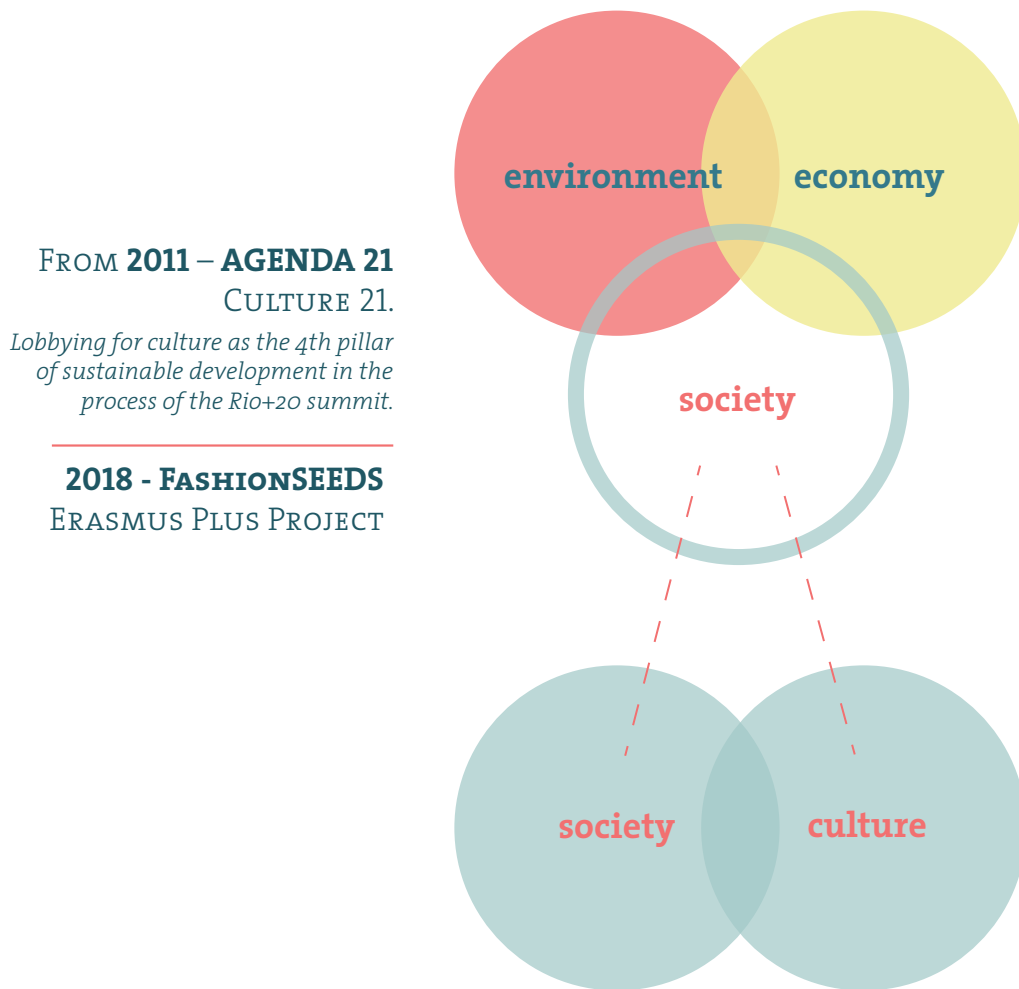 environment
economy
From 2011 – AGENDA 21
Culture 21.
Lobbying for culture as the 4th pillar
of sustainable development in the
process of the Rio+20 summit.
society
2018 - FashionSEEDS
Erasmus Plus Project
society
culture